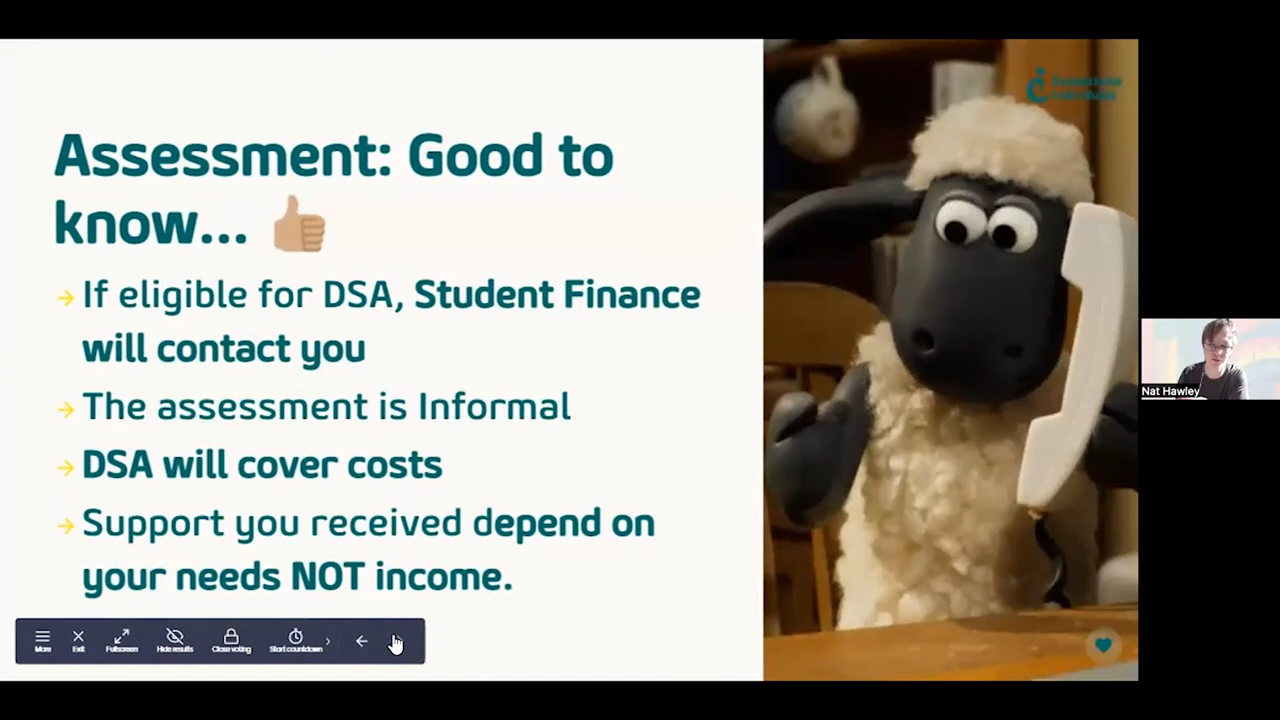 Assessment: Good to
know...
→ If eligible for DSA, Student Finance
will contact you
→ The assessment is Informal
→ DSA will cover costs
→ Support you received depend on
your needs NOT income.
More
Exit
Fullscreen
Hide results
Close voting
Start countdown
Nat Hawley